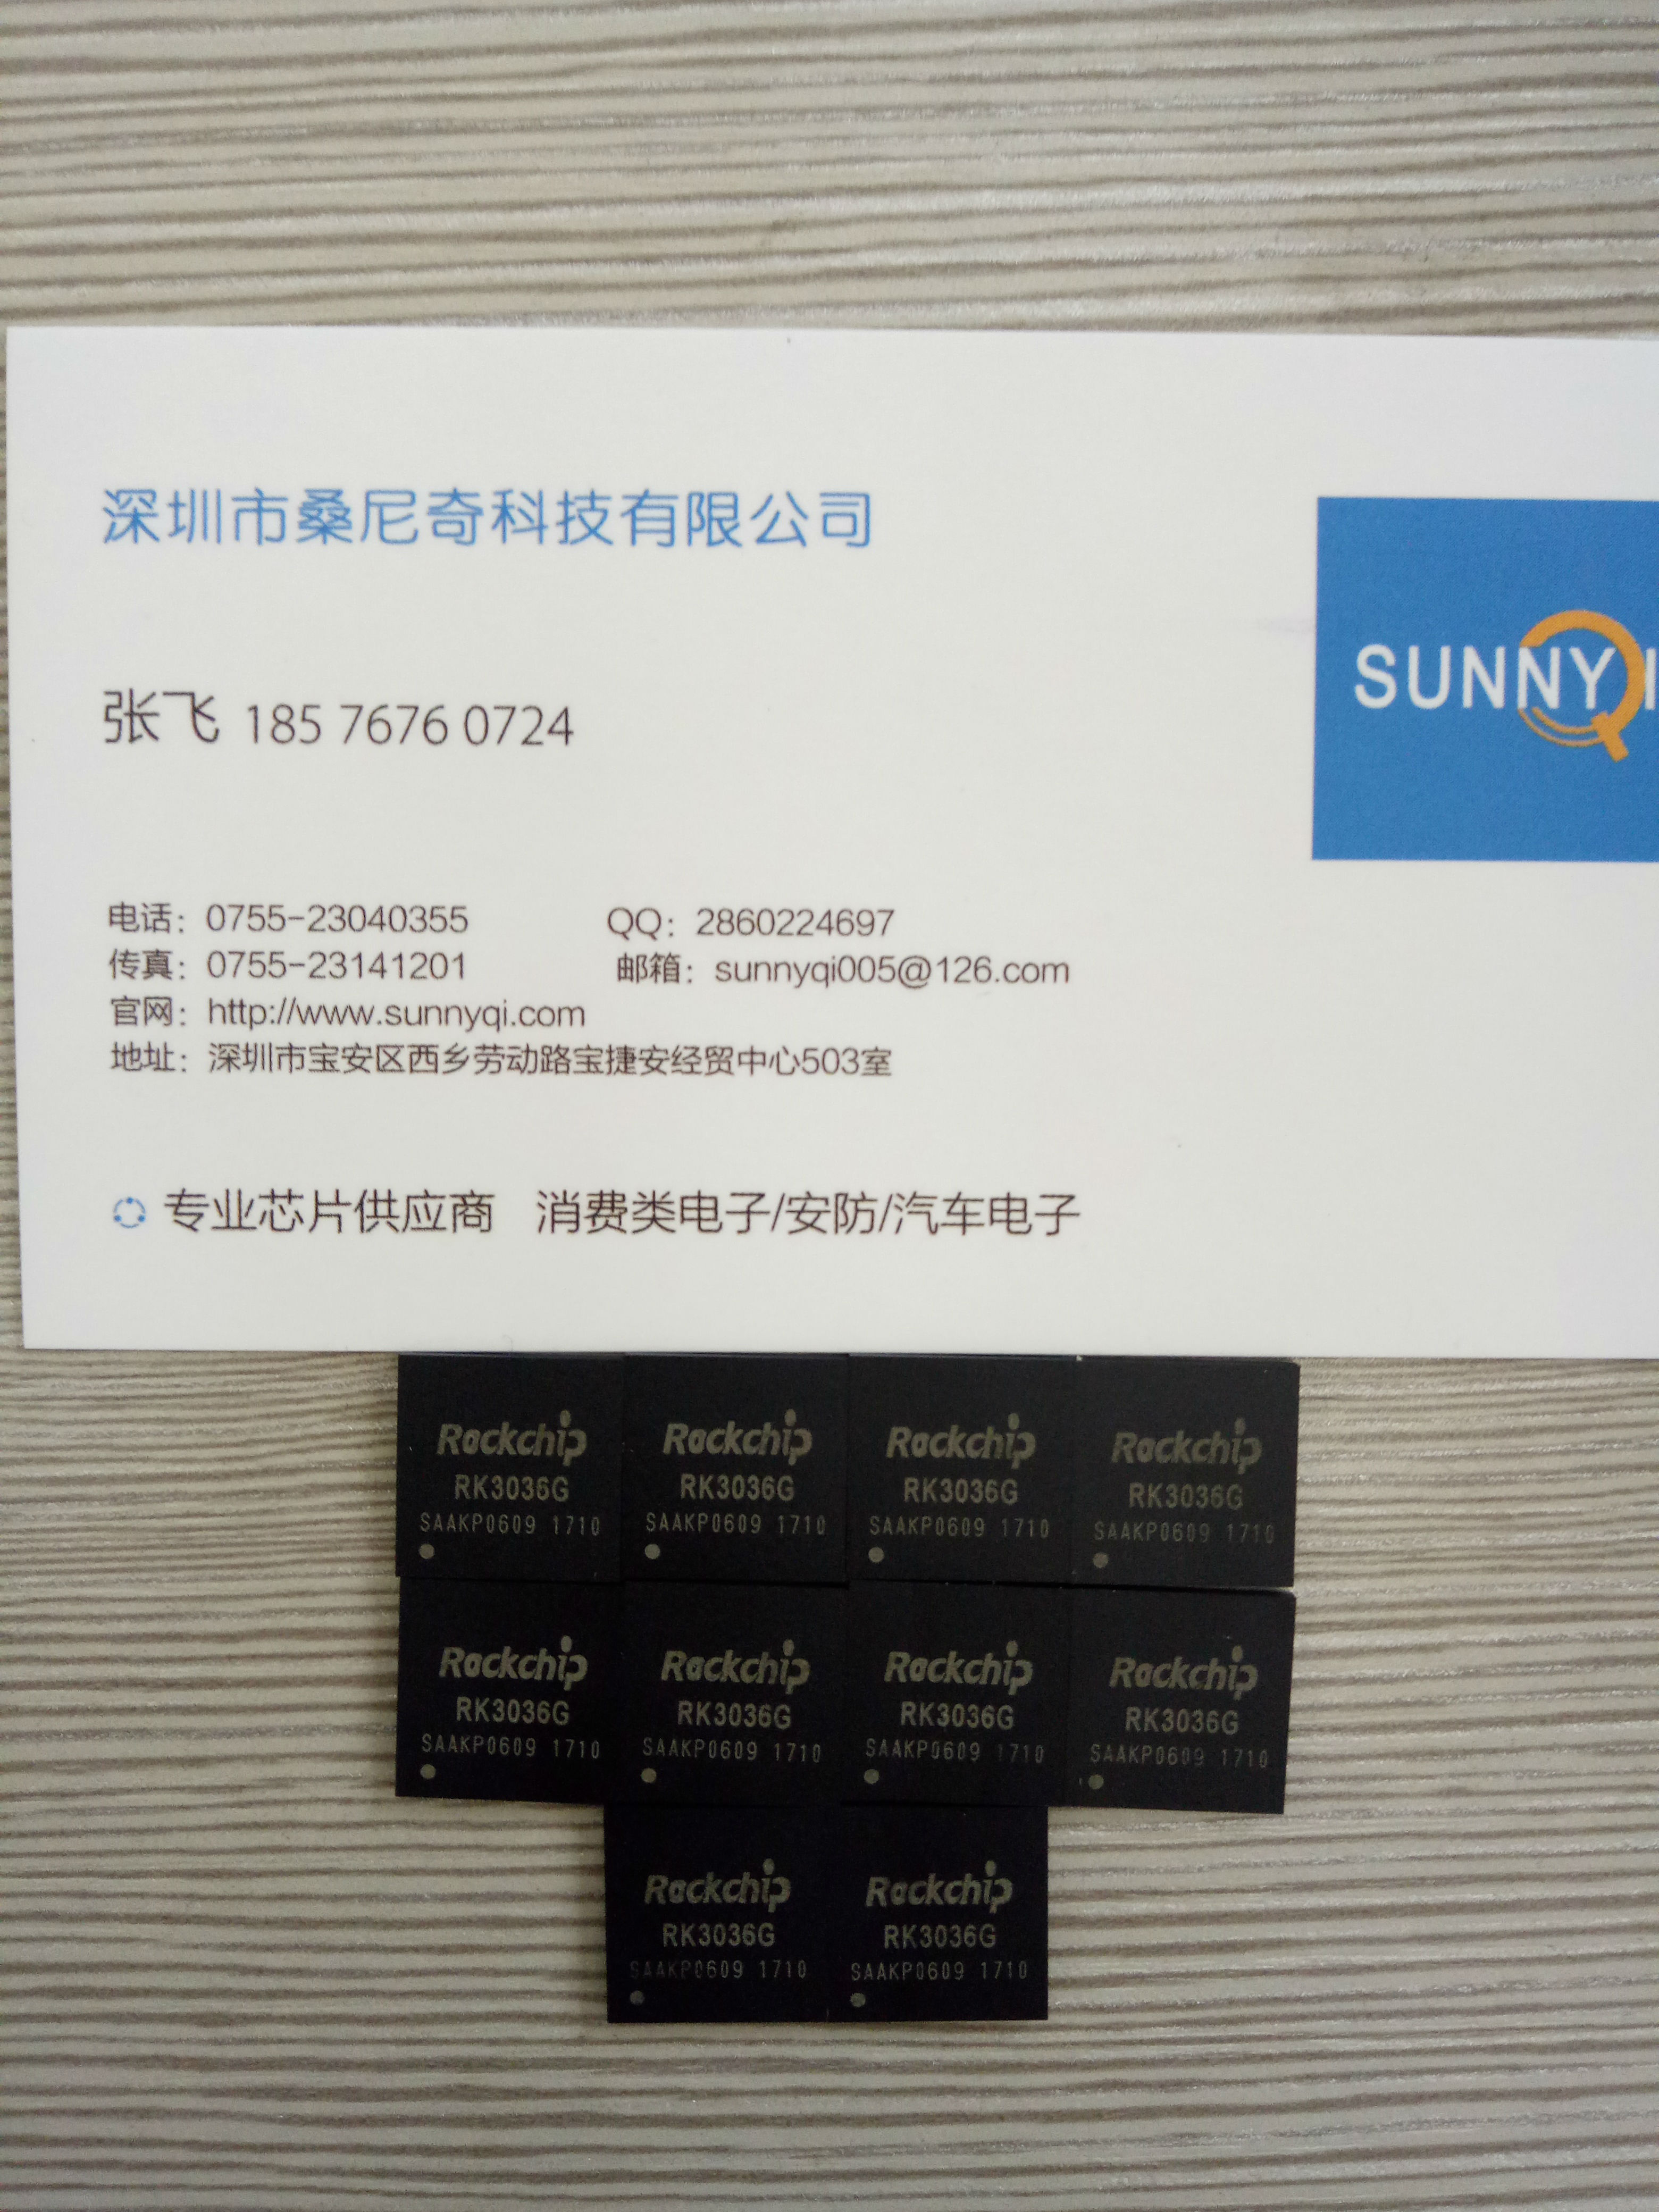 深圳市桑尼奇科技有限公司
SUNNYQI
张飞 185 7676 0724
电话：0755-23040355 QQ：2860224697
传真：0755-23141201 邮箱：sunnyqi005@126.com
官网：http://www.sunnyqi.com
地址：深圳市宝安区西乡劳动路宝捷安经贸中心503室
专业芯片供应商 消费类电子/安防/汽车电子
Rockchip Rockchip Rockchip Rockchip
RK3036G RK3036G RK3036G RK3036G
SAAKP0609 1710 SAAKP0609 1710 SAAKP0609 1710 SAAKP0609 1710
Rockchip Rockchip Rockchip Rockchip
RK3036G RK3036G RK3036G RK3036G
SAAKP0609 1710 SAAKP0609 1710 SAAKP0609 1710 SAAKP0609 1710
Rockchip Rockchip
RK3036G RK3036G
SAAKP0609 1710 SAAKP0609 1710